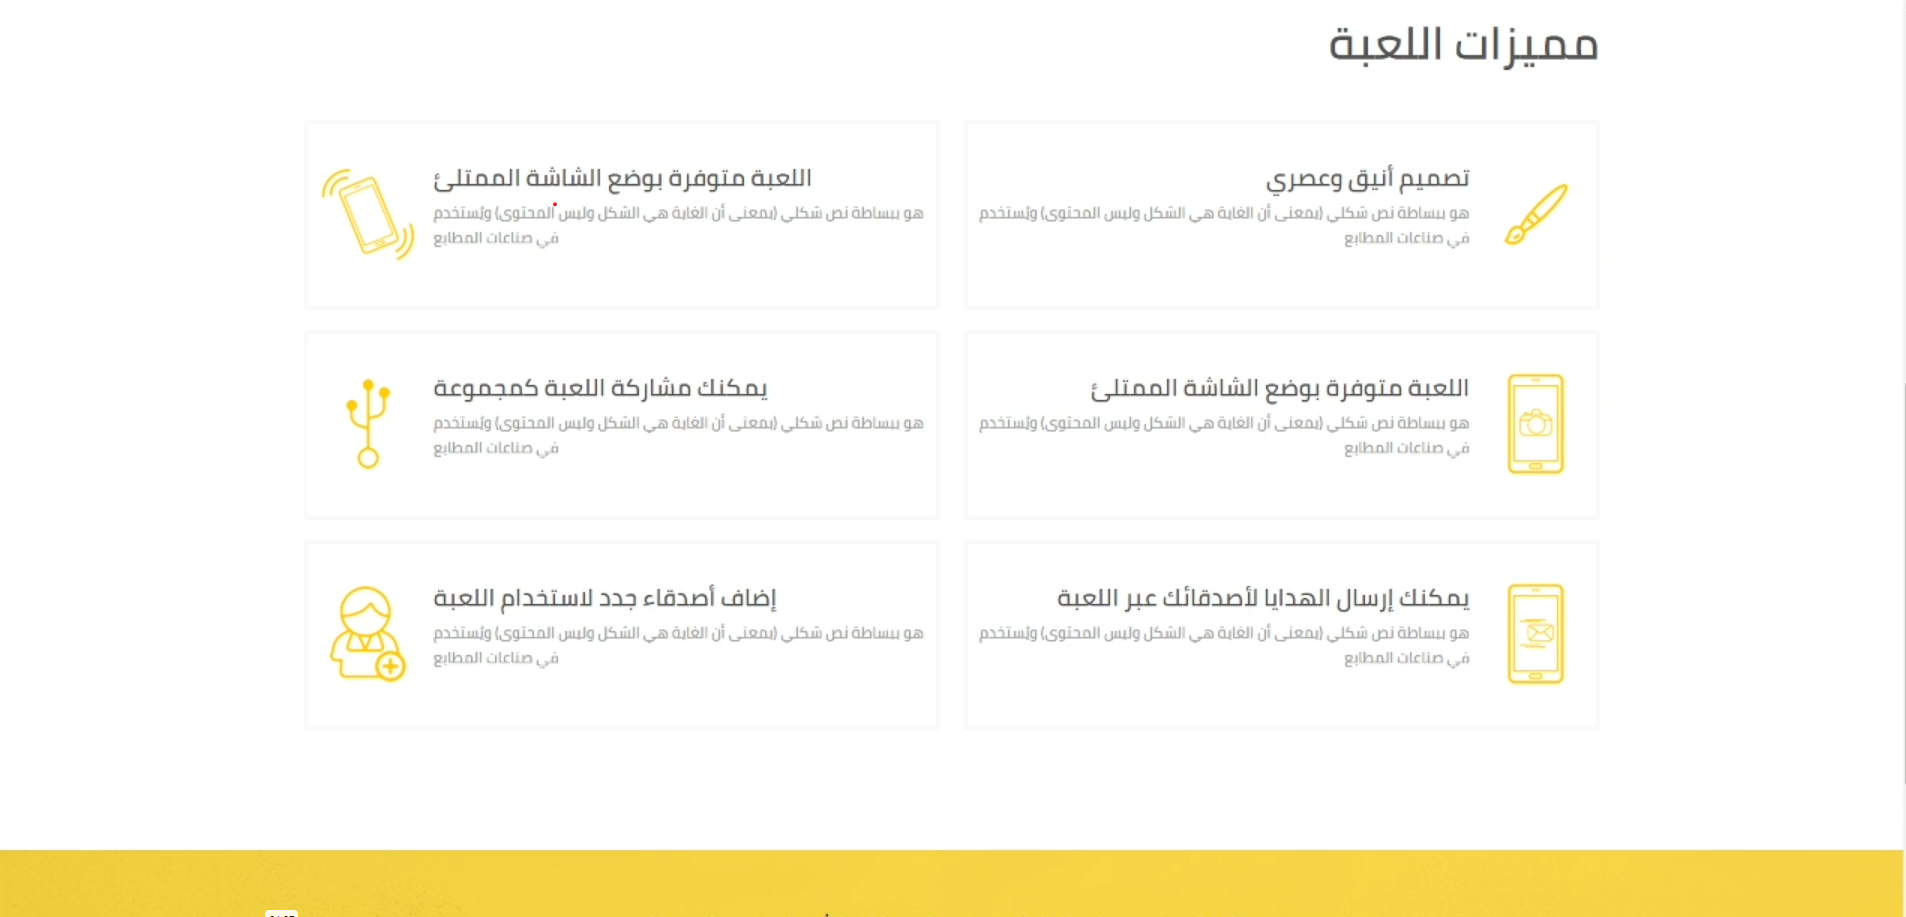 مميزات اللعبة
تصميم أنيق وعصري
هو ببساطة نص شكلي (بمعنى أن الغاية هي الشكل وليس المحتوى) ويُستخدم
في صناعات المطابع
اللعبة متوفرة بوضع الشاشة الممتلئ
هو ببساطة نص شكلي (بمعنى أن الغاية هي الشكل وليس المحتوى) ويُستخدم
في صناعات المطابع
اللعبة متوفرة بوضع الشاشة الممتلئ
هو ببساطة نص شكلي (بمعنى أن الغاية هي الشكل وليس المحتوى) ويُستخدم
في صناعات المطابع
يمكنك مشاركة اللعبة كمجموعة
هو ببساطة نص شكلي (بمعنى أن الغاية هي الشكل وليس المحتوى) ويُستخدم
في صناعات المطابع
يمكنك إرسال الهدايا لأصدقائك عبر اللعبة
هو ببساطة نص شكلي (بمعنى أن الغاية هي الشكل وليس المحتوى) ويُستخدم
في صناعات المطابع
إضاف أصدقاء جدد لاستخدام اللعبة
هو ببساطة نص شكلي (بمعنى أن الغاية هي الشكل وليس المحتوى) ويُستخدم
في صناعات المطابع